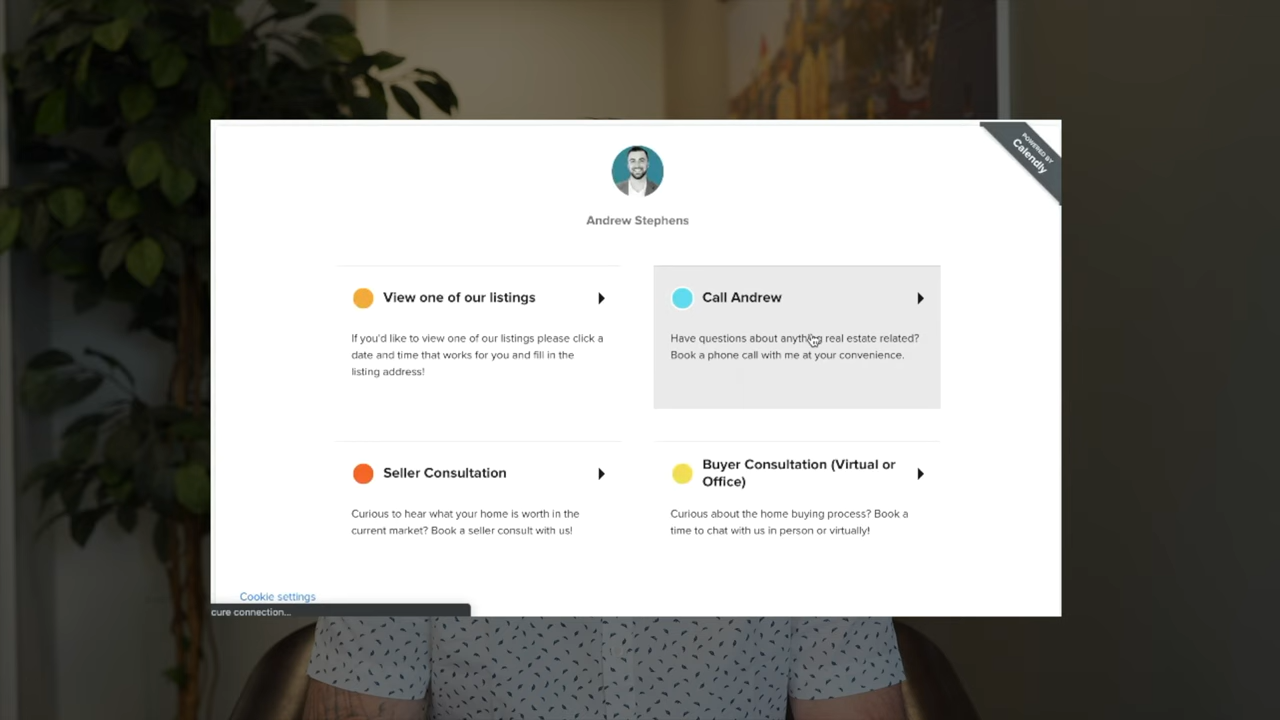 POWERED BY
Calendly
Andrew Stephens
View one of our listings
If you'd like to view one of our listings please click a
date and time that works for you and fill in the
listing address!
Call Andrew
Have questions about anything real estate related?
Book a phone call with me at your convenience.
Seller Consultation
Curious to hear what your home is worth in the
current market? Book a seller consult with us!
Buyer Consultation (Virtual or
Office)
Curious about the home buying process? Book a
time to chat with us in person or virtually!
Cookie settings
cure connection...